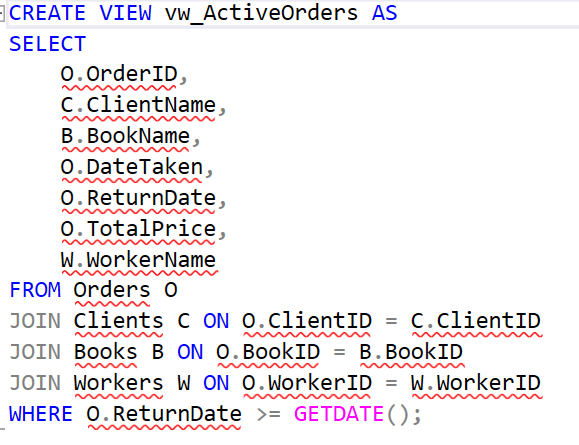 CREATE VIEW vw_ActiveOrders AS
SELECT
    O.OrderID,
    C.ClientName,
    B.BookName,
    O.DateTaken,
    O.ReturnDate,
    O.TotalPrice,
    W.WorkerName
FROM Orders O
JOIN Clients C ON O.ClientID = C.ClientID
JOIN Books B ON O.BookID = B.BookID
JOIN Workers W ON O.WorkerID = W.WorkerID
WHERE O.ReturnDate >= GETDATE();